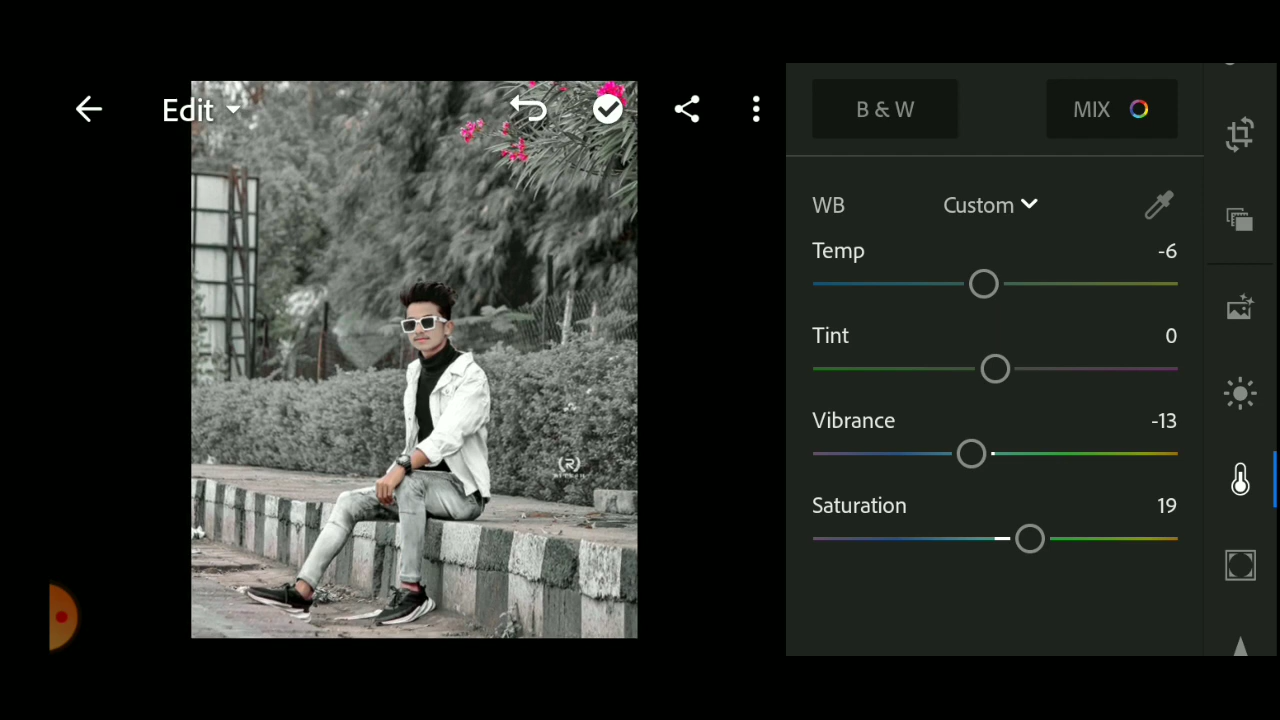 Edit
B & W
MIX
WB
Custom
Temp
-6
Tint
0
Vibrance
-13
Saturation
19